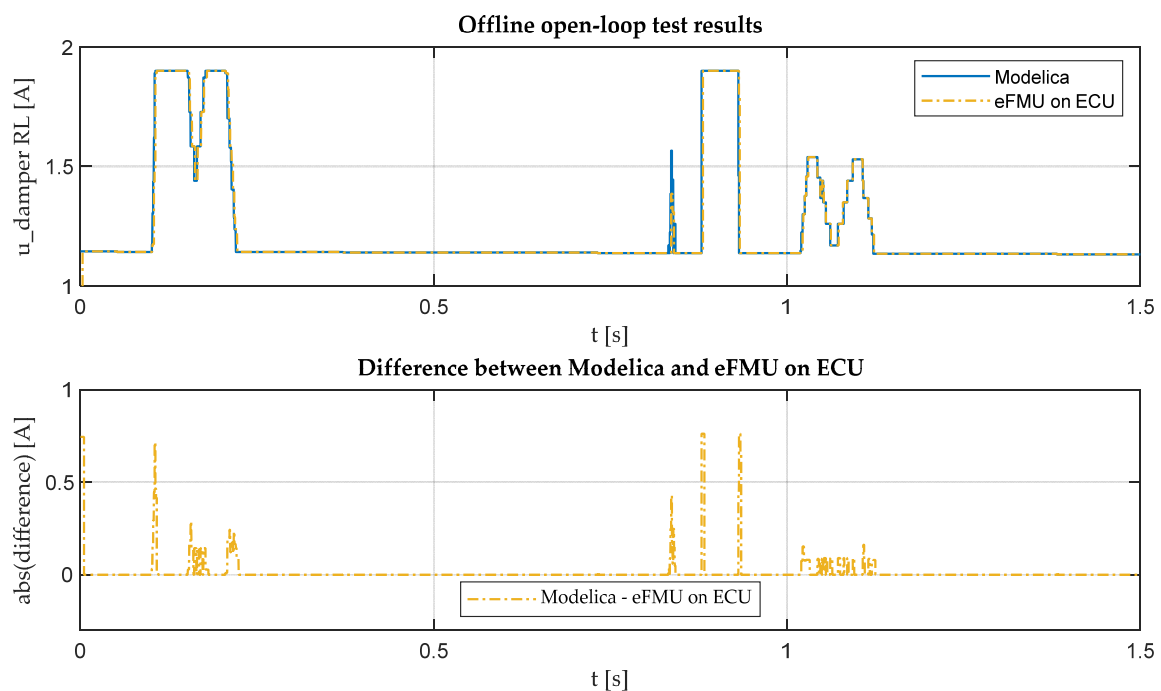 Offline open-loop test results
u_damper RL [A]
2
1.5
1
Modelica
eFMU on ECU
0
0.5
1
1.5
t [s]
Difference between Modelica and eFMU on ECU
abs(difference) [A]
1
0.5
0
Modelica - eFMU on ECU
0
0.5
1
1.5
t [s]